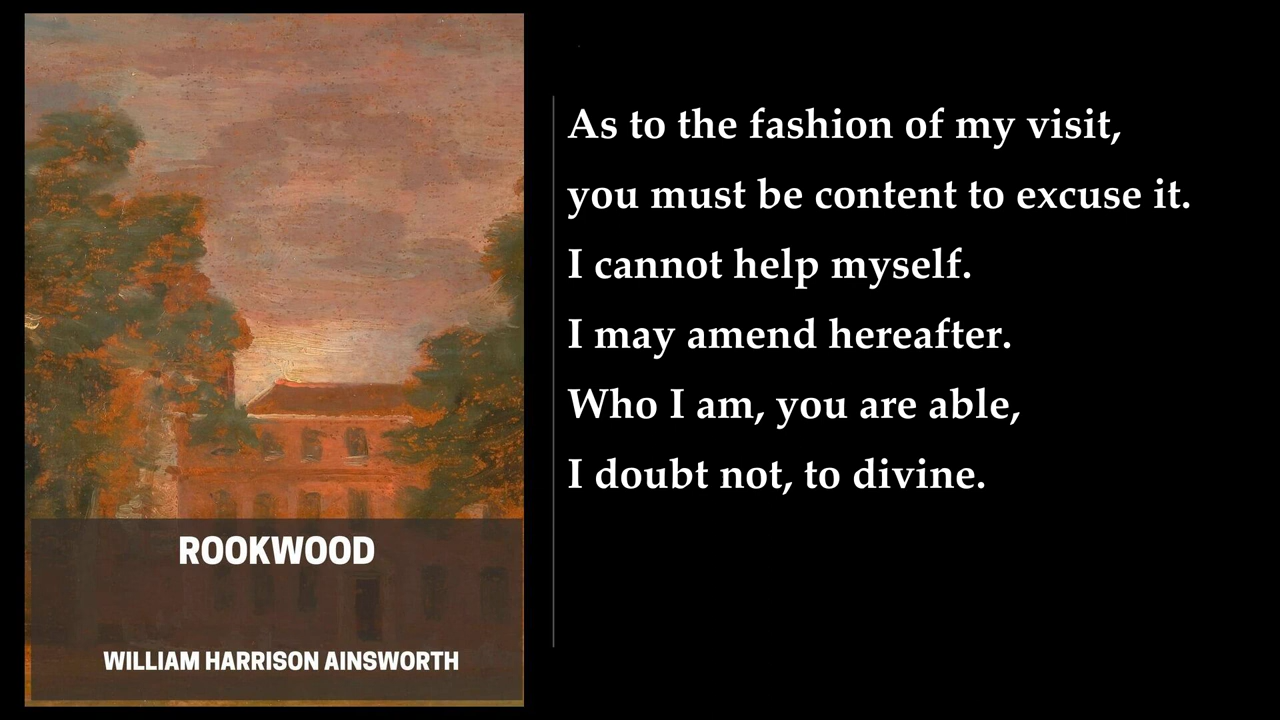 ROOKWOOD
WILLIAM HARRISON AINSWORTH
As to the fashion of my visit,
you must be content to excuse it.
I cannot help myself.
I may amend hereafter.
Who I am, you are able,
I doubt not, to divine.